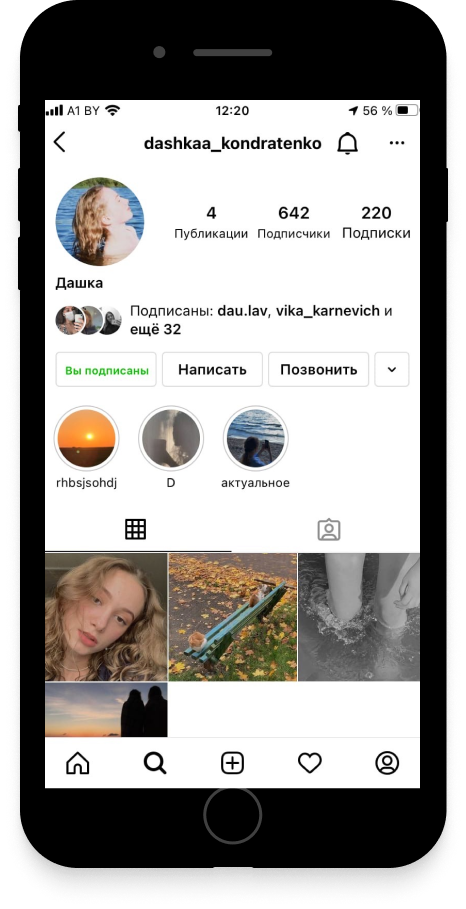 A1 BY 12:20 56 %
dashkaa_kondratenko
4 642 220
Публикации Подписчики Подписки
Дашка
Подписаны: dau.lav, vika_karnevich и
ещё 32
Вы подписаны Написать Позвонить
rhbsjsohdj D актуальное